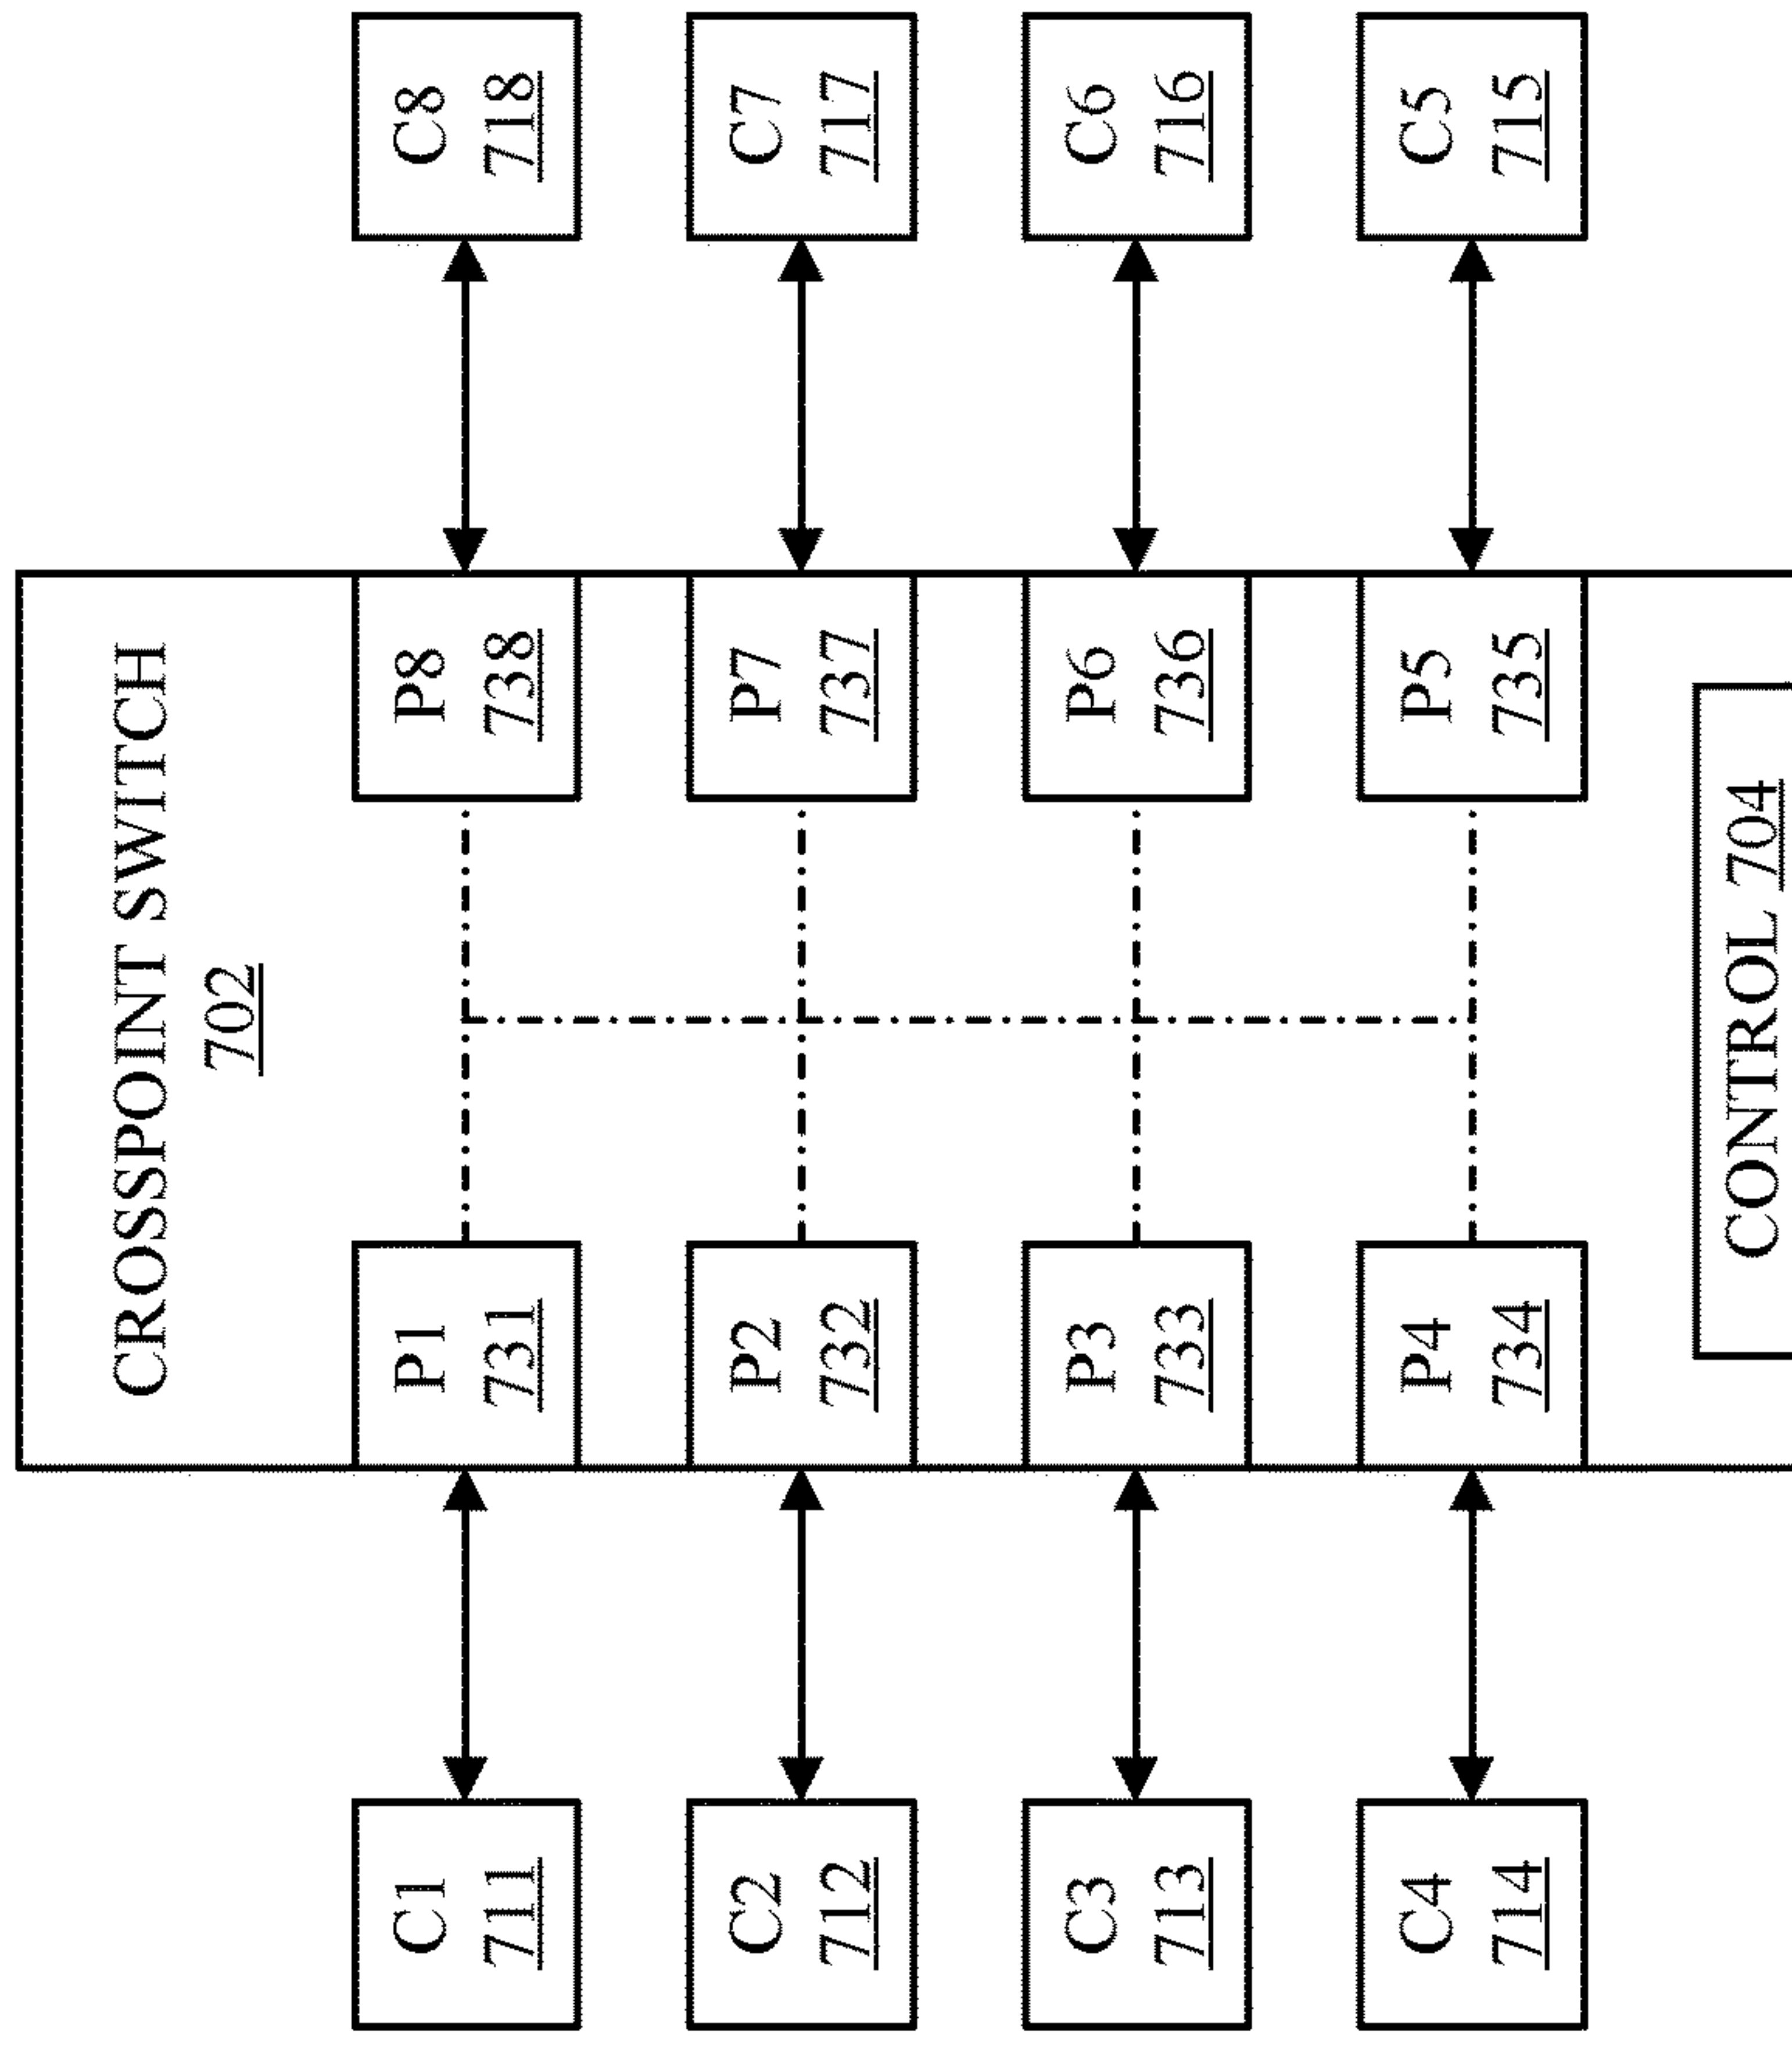 CROSSPOINT SWITCH
702
C1
711
P1
731
P8
738
C8
718
C2
712
P2
732
P7
737
C7
717
C3
713
P3
733
P6
736
C6
716
C4
714
P4
734
P5
735
C5
715
CONTROL 704